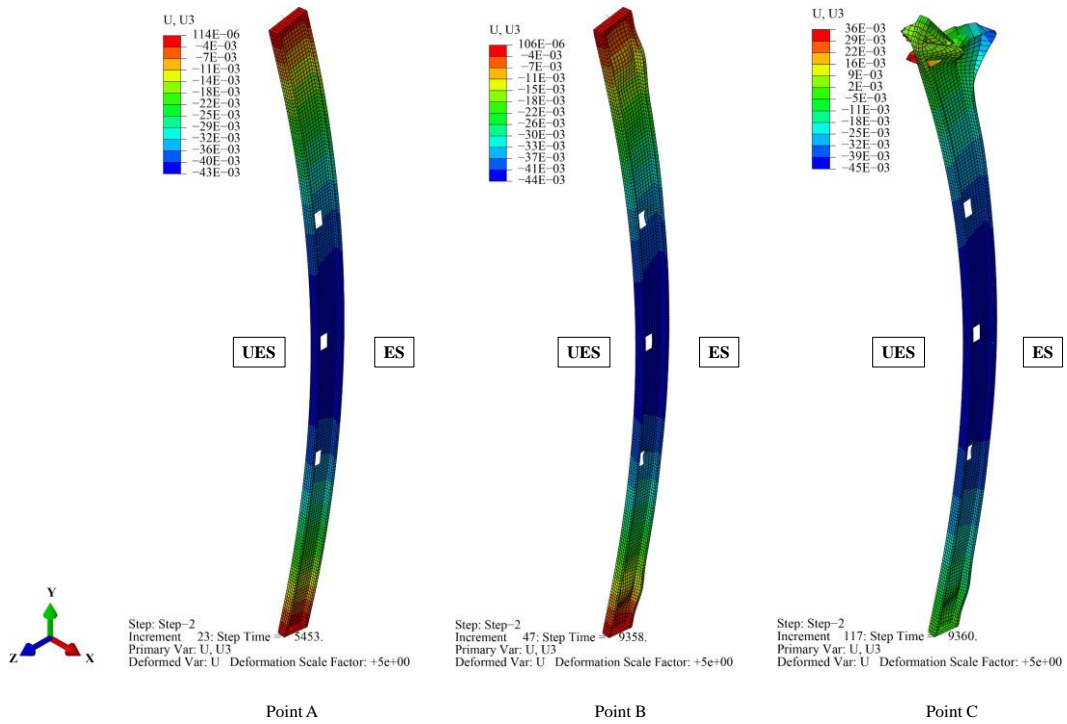 U, U3
114E−06
−4E−03
−7E−03
−11E−03
−14E−03
−18E−03
−22E−03
−25E−03
−29E−03
−32E−03
−36E−03
−40E−03
−43E−03
UES
ES
Step: Step−2
Increment 23: Step Time = 5453.
Primary Var: U, U3
Deformed Var: U Deformation Scale Factor: +5e+00
Point A
U, U3
106E−06
−4E−03
−7E−03
−11E−03
−15E−03
−18E−03
−22E−03
−26E−03
−30E−03
−33E−03
−37E−03
−41E−03
−44E−03
UES
ES
Step: Step−2
Increment 47: Step Time = 9358.
Primary Var: U, U3
Deformed Var: U Deformation Scale Factor: +5e+00
Point B
U, U3
36E−03
29E−03
22E−03
16E−03
9E−03
2E−03
−5E−03
−11E−03
−18E−03
−25E−03
−32E−03
−39E−03
−45E−03
UES
ES
Step: Step−2
Increment 117: Step Time = 9360.
Primary Var: U, U3
Deformed Var: U Deformation Scale Factor: +5e+00
Point C
Y
Z
X